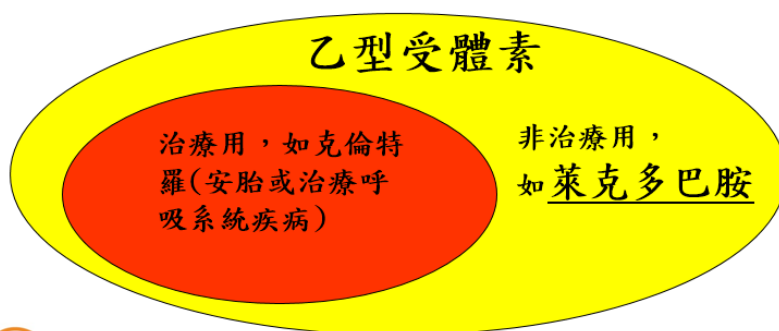 乙型受體素
治療用，如克倫特
羅(安胎或治療呼
吸系統疾病)
非治療用，
如萊克多巴胺